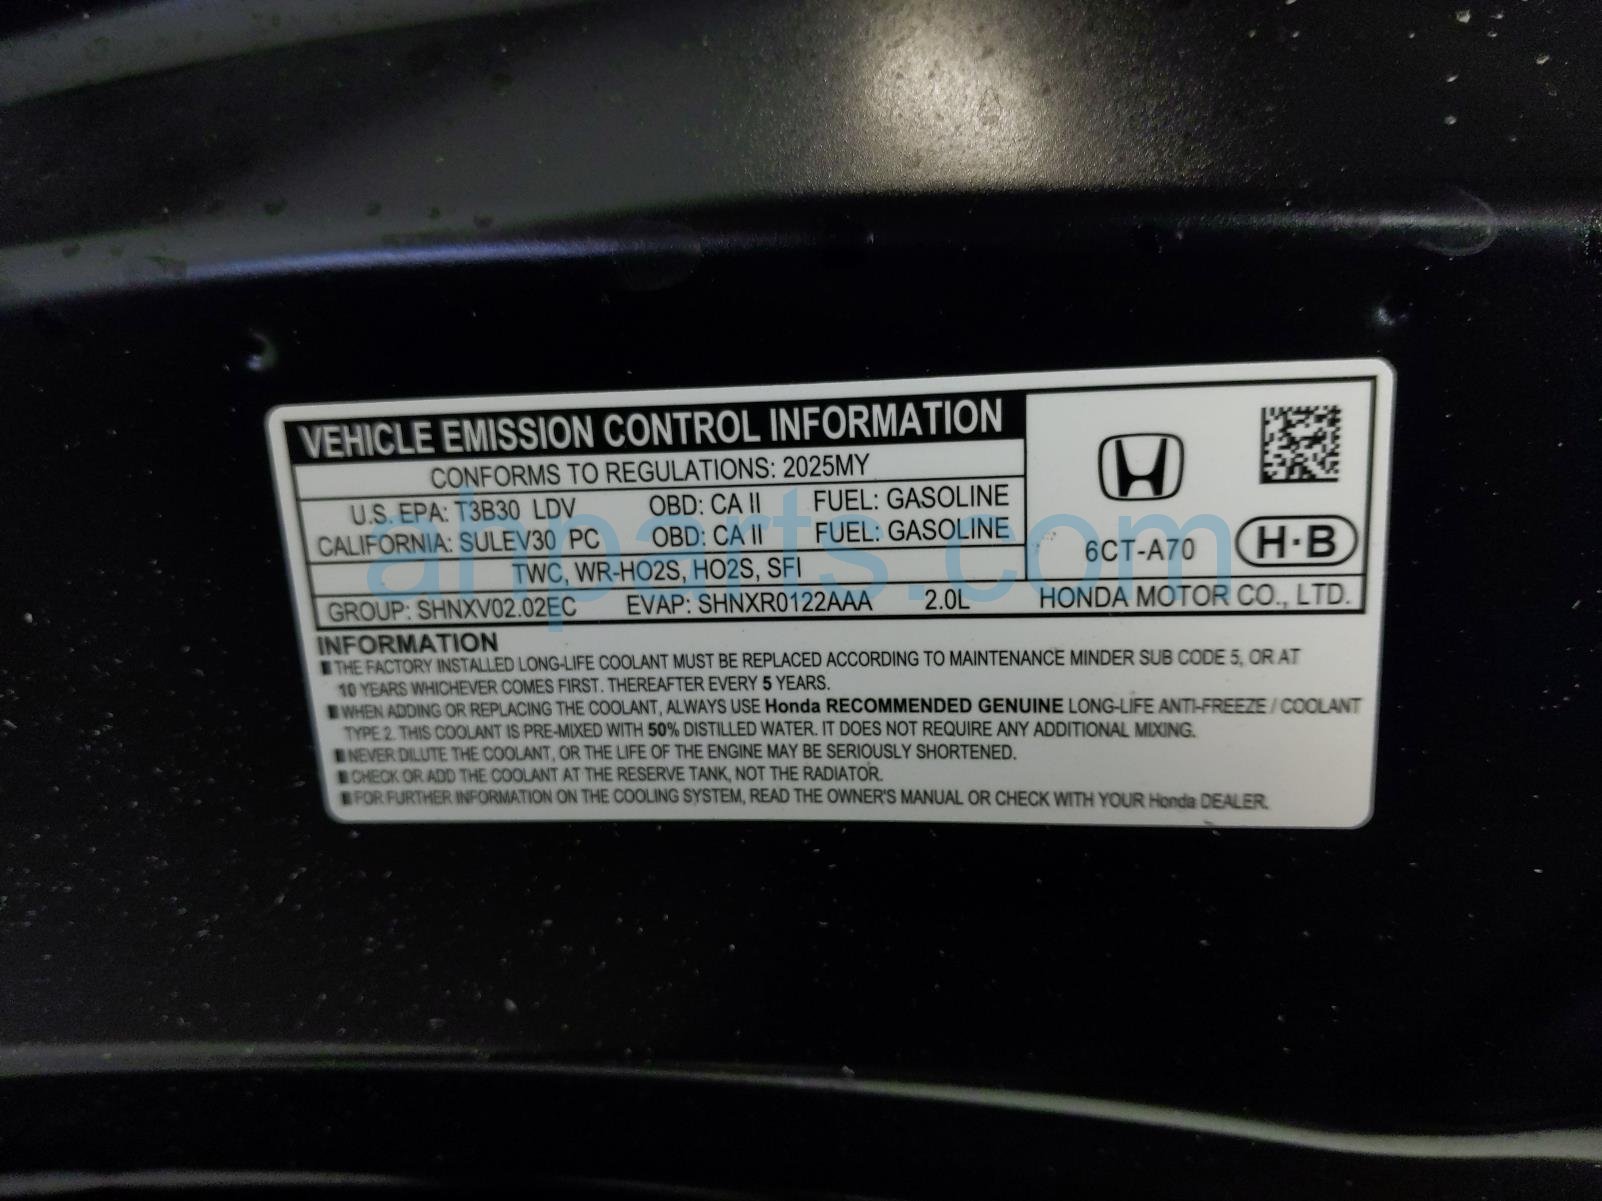 VEHICLE EMISSION CONTROL INFORMATION
CONFORMS TO REGULATIONS: 2025MY
U.S. EPA: T3B30 LDV OBD: CA II FUEL: GASOLINE
CALIFORNIA: SULEV30 PC OBD: CA II FUEL: GASOLINE
TWC, WR-HO2S, HO2S, SFI
GROUP: SHNXV02.02EC EVAP: SHNXR0122AAA 2.0L
6CT-A70 H·B
HONDA MOTOR CO., LTD.
INFORMATION
■ THE FACTORY INSTALLED LONG-LIFE COOLANT MUST BE REPLACED ACCORDING TO MAINTENANCE MINDER SUB CODE 5, OR AT
10 YEARS WHICHEVER COMES FIRST. THEREAFTER EVERY 5 YEARS.
■ WHEN ADDING OR REPLACING THE COOLANT, ALWAYS USE Honda RECOMMENDED GENUINE LONG-LIFE ANTI-FREEZE / COOLANT
TYPE 2. THIS COOLANT IS PRE-MIXED WITH 50% DISTILLED WATER. IT DOES NOT REQUIRE ANY ADDITIONAL MIXING.
■ NEVER DILUTE THE COOLANT, OR THE LIFE OF THE ENGINE MAY BE SERIOUSLY SHORTENED.
■ CHECK OR ADD THE COOLANT AT THE RESERVE TANK, NOT THE RADIATOR.
■ FOR FURTHER INFORMATION ON THE COOLING SYSTEM, READ THE OWNER'S MANUAL OR CHECK WITH YOUR Honda DEALER.
ahparts.com